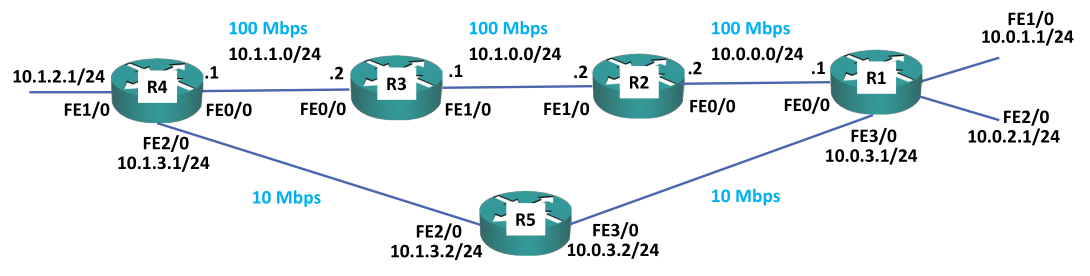 100 Mbps
100 Mbps
100 Mbps
FE1/0
10.0.1.1/24
10.1.1.0/24
10.1.0.0/24
10.0.0.0/24
10.1.2.1/24
R4
.1
.2
R3
.1
.2
R2
.2
.1
R1
FE1/0
FE0/0
FE0/0
FE1/0
FE1/0
FE0/0
FE0/0
FE2/0
10.0.2.1/24
FE2/0
10.1.3.1/24
FE3/0
10.0.3.1/24
10 Mbps
10 Mbps
R5
FE2/0
10.1.3.2/24
FE3/0
10.0.3.2/24